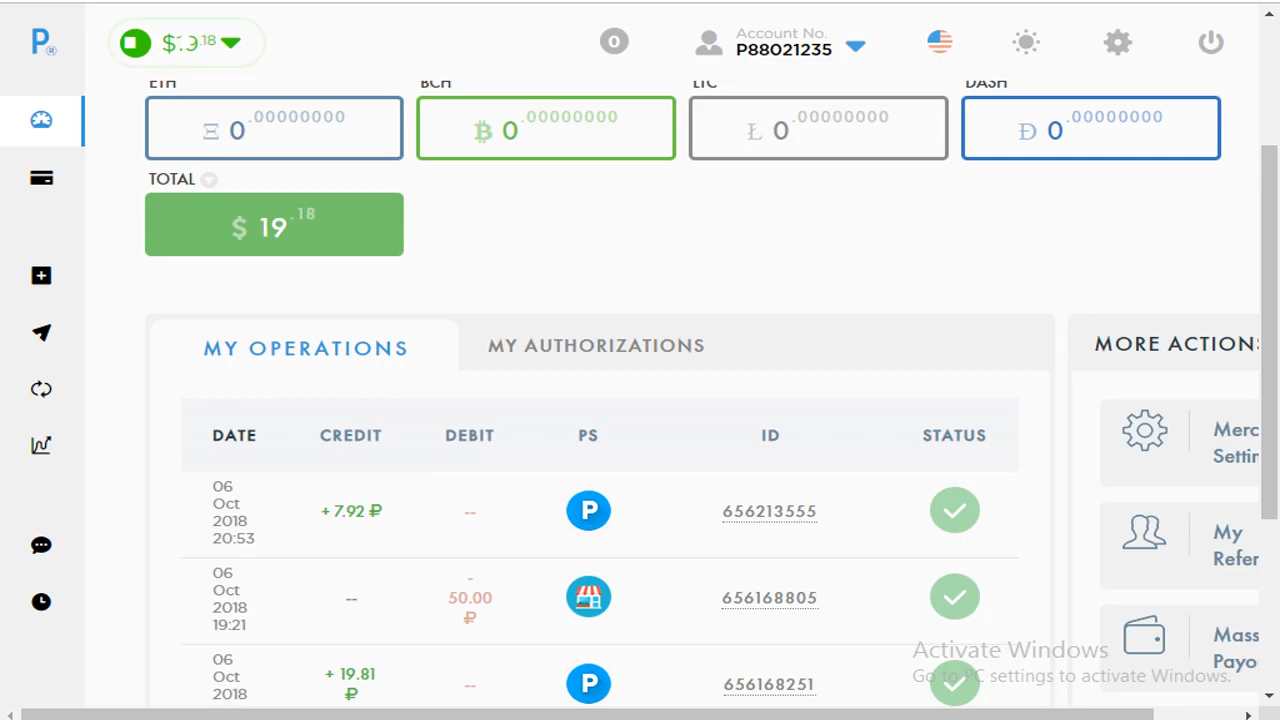 P®
$ .18
0
Account No.
P88021235
ETH BCH LTC DASH
Ξ 0.00000000 ฿ 0.00000000 Ł 0.00000000 Đ 0.00000000
TOTAL
$ 19.18
MY OPERATIONS MY AUTHORIZATIONS MORE ACTIONS
DATE CREDIT DEBIT PS ID STATUS
06
Oct
2018
20:53
+ 7.92 ₽ -- P 656213555
Merc
Settin
06
Oct
2018
19:21
--
-
50.00
₽
656168805
My
Refer
06
Oct
2018
+ 19.81
₽
-- P 656168251
Mass
Payo
Activate Windows
Go to PC settings to activate Windows.